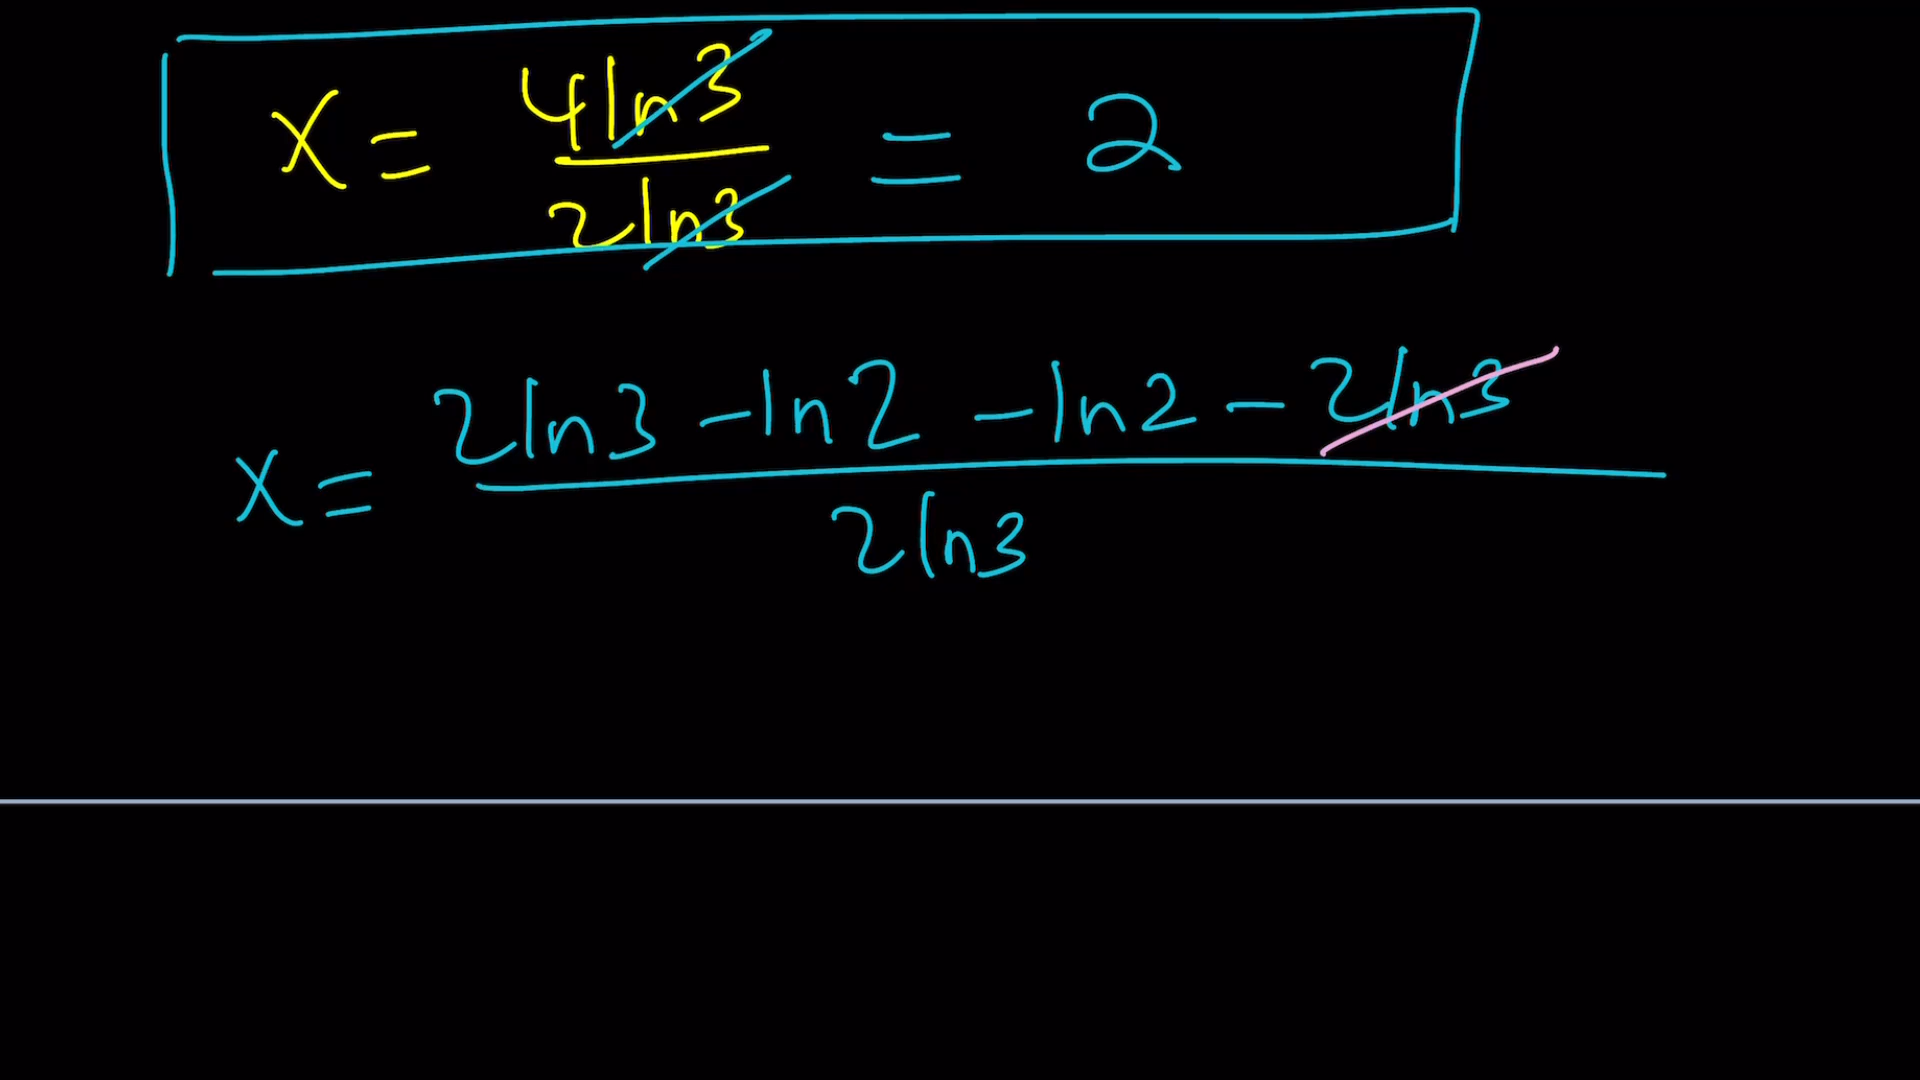 x = 4ln3/2ln3 = 2
x = 2ln3 - ln2 - ln2 - 2ln3/2ln3